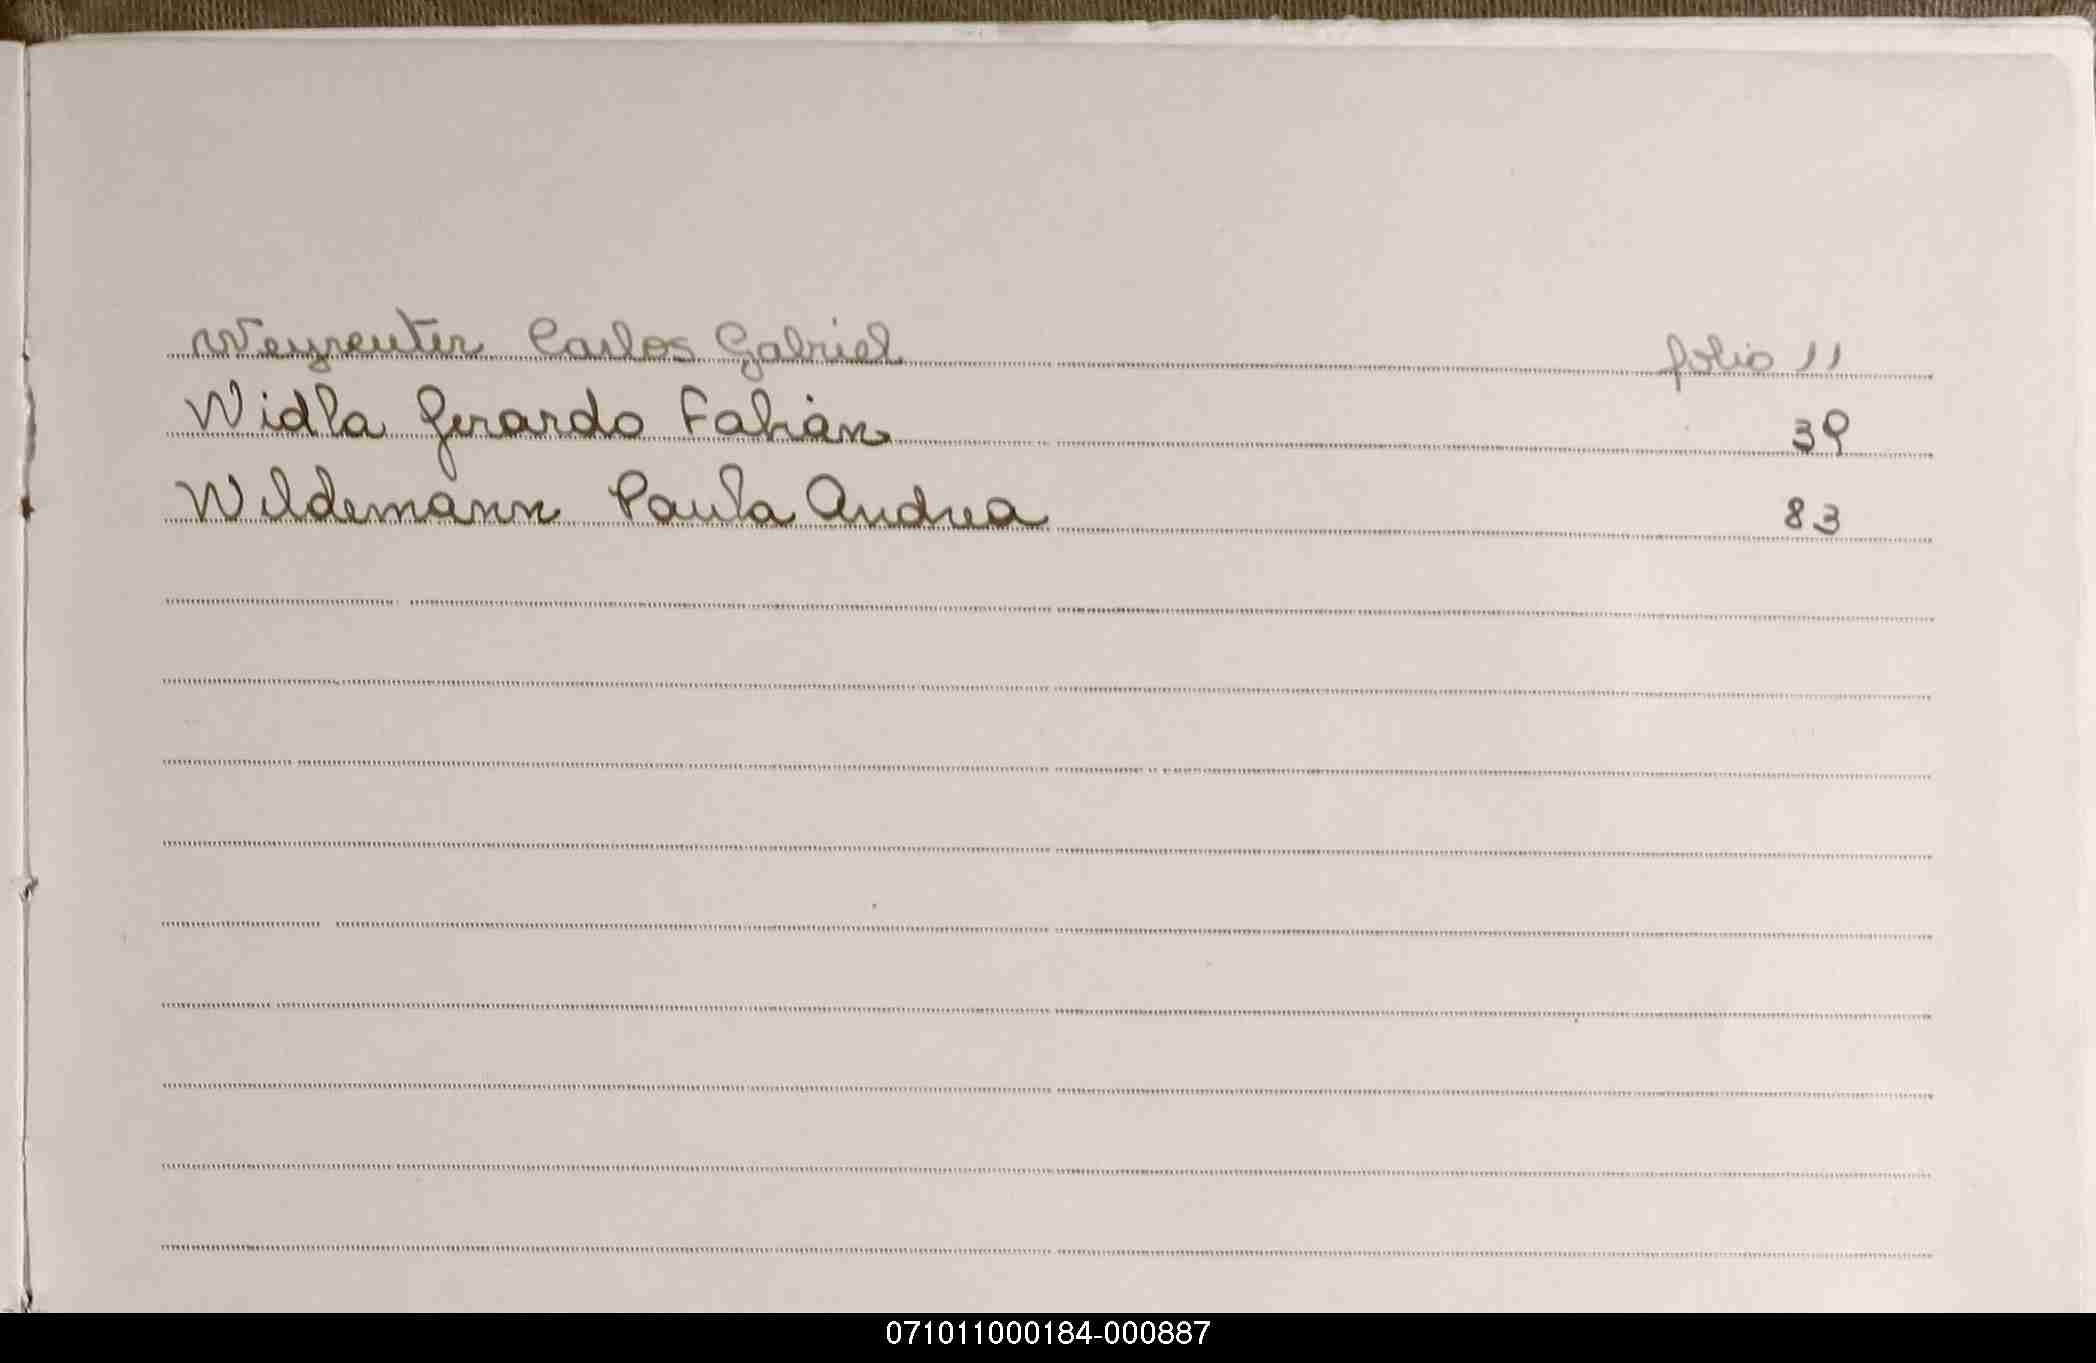 Weyreuter Carlos Gabriel folio 11
Widla Gerardo Fabián 39
Wildemann Paula Andrea 83
071011000184-000887